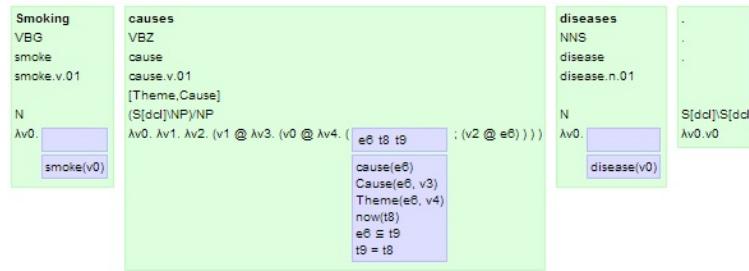 Smoking
VBG
smoke
smoke.v.01
N
λv0.
smoke(v0)
causes
VBZ
cause
cause.v.01
[Theme,Cause]
(S[dcl]\NP)/NP
λv0. λv1. λv2. (v1 @ λv3. (v0 @ λv4. ( e6 t8 t9 ; (v2 @ e6) ) ) )
cause(e6)
Cause(e6, v3)
Theme(e6, v4)
now(t8)
e6 ⊆ t9
t9 = t8
diseases
NNS
disease
disease.n.01
N
λv0.
disease(v0)
.
.
.
S[dcl]\S[dcl
λv0.v0